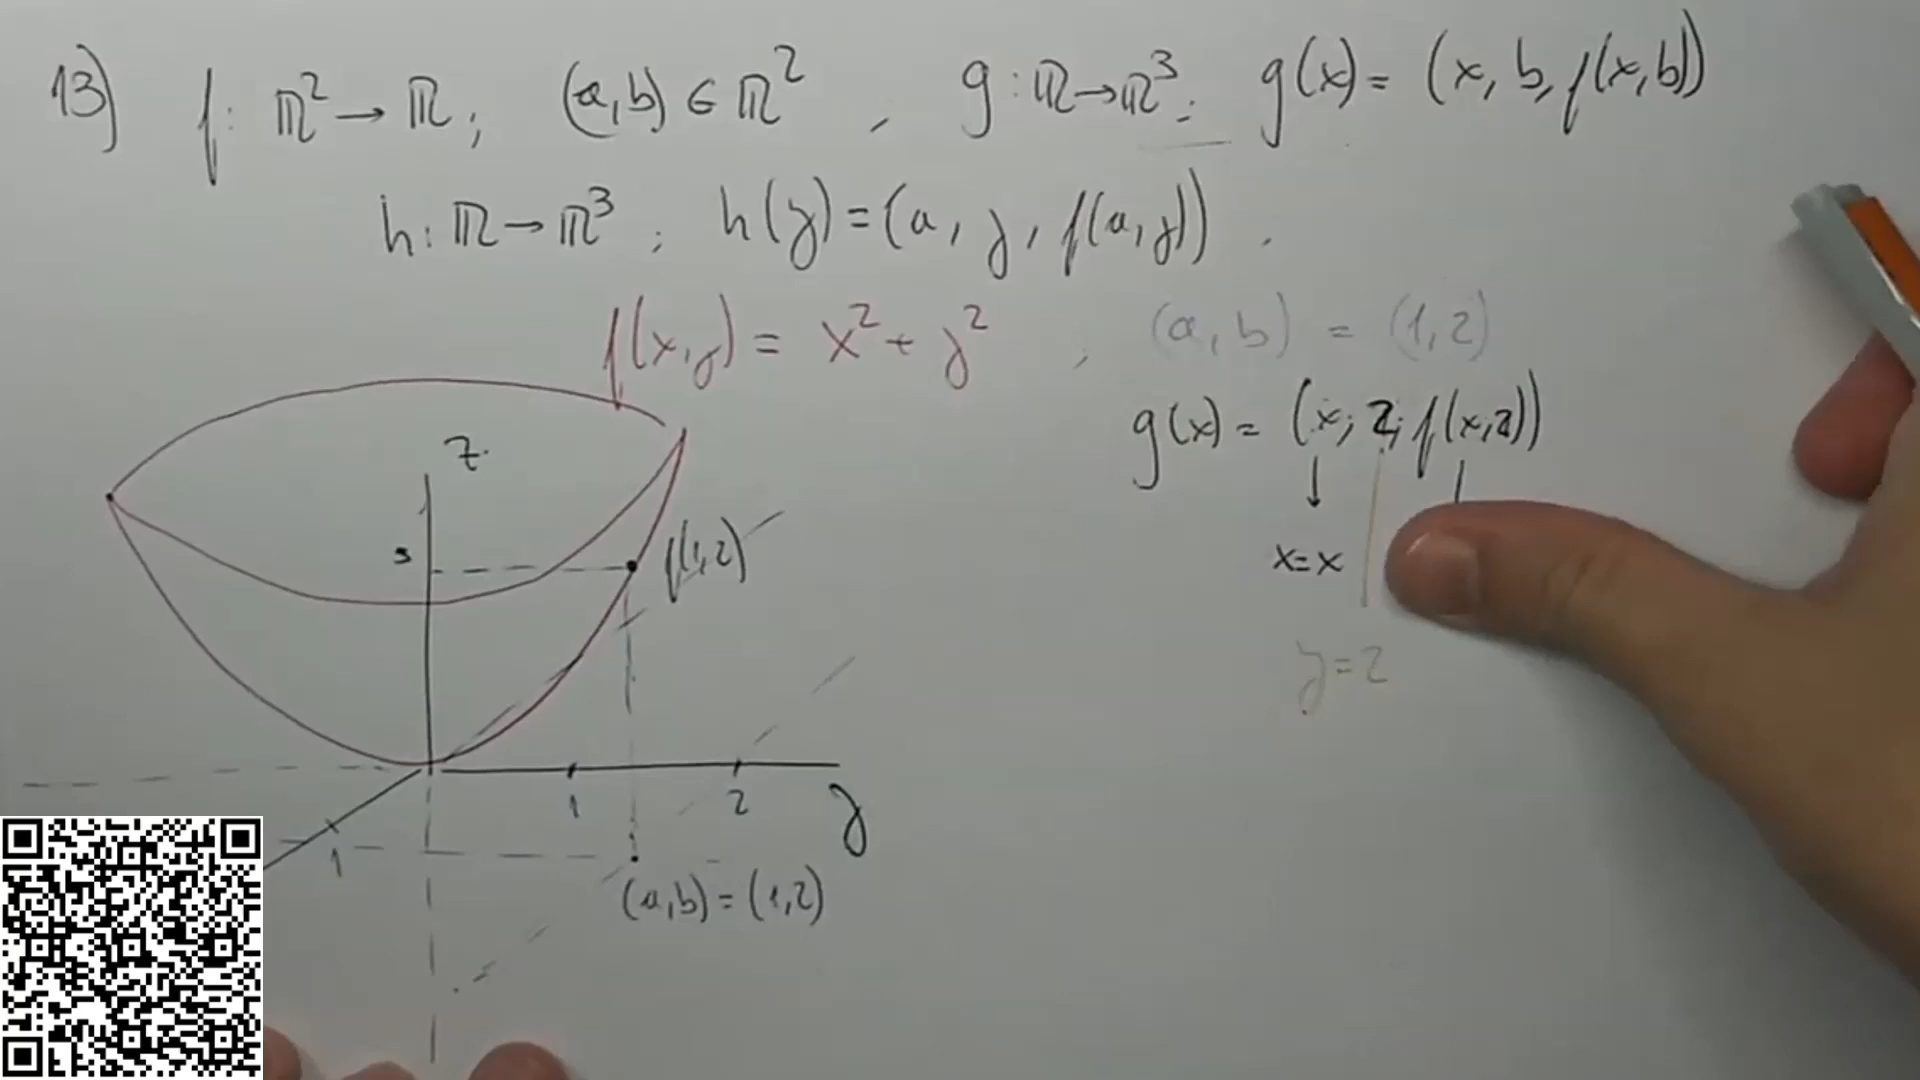 13) f: ℝ² → ℝ; (a,b) ∈ ℝ², g: ℝ→ℝ³: g(x) = (x, b, f(x,b))
h: ℝ → ℝ³; h(y) = (a, y, f(a,y)).
f(x,y) = x² + y², (a,b) = (1,2)
g(x) = (x, 2, f(x,2))
z
5
f(1,2)
x=x
y=2
1 2 y
1
(a,b) = (1,2)